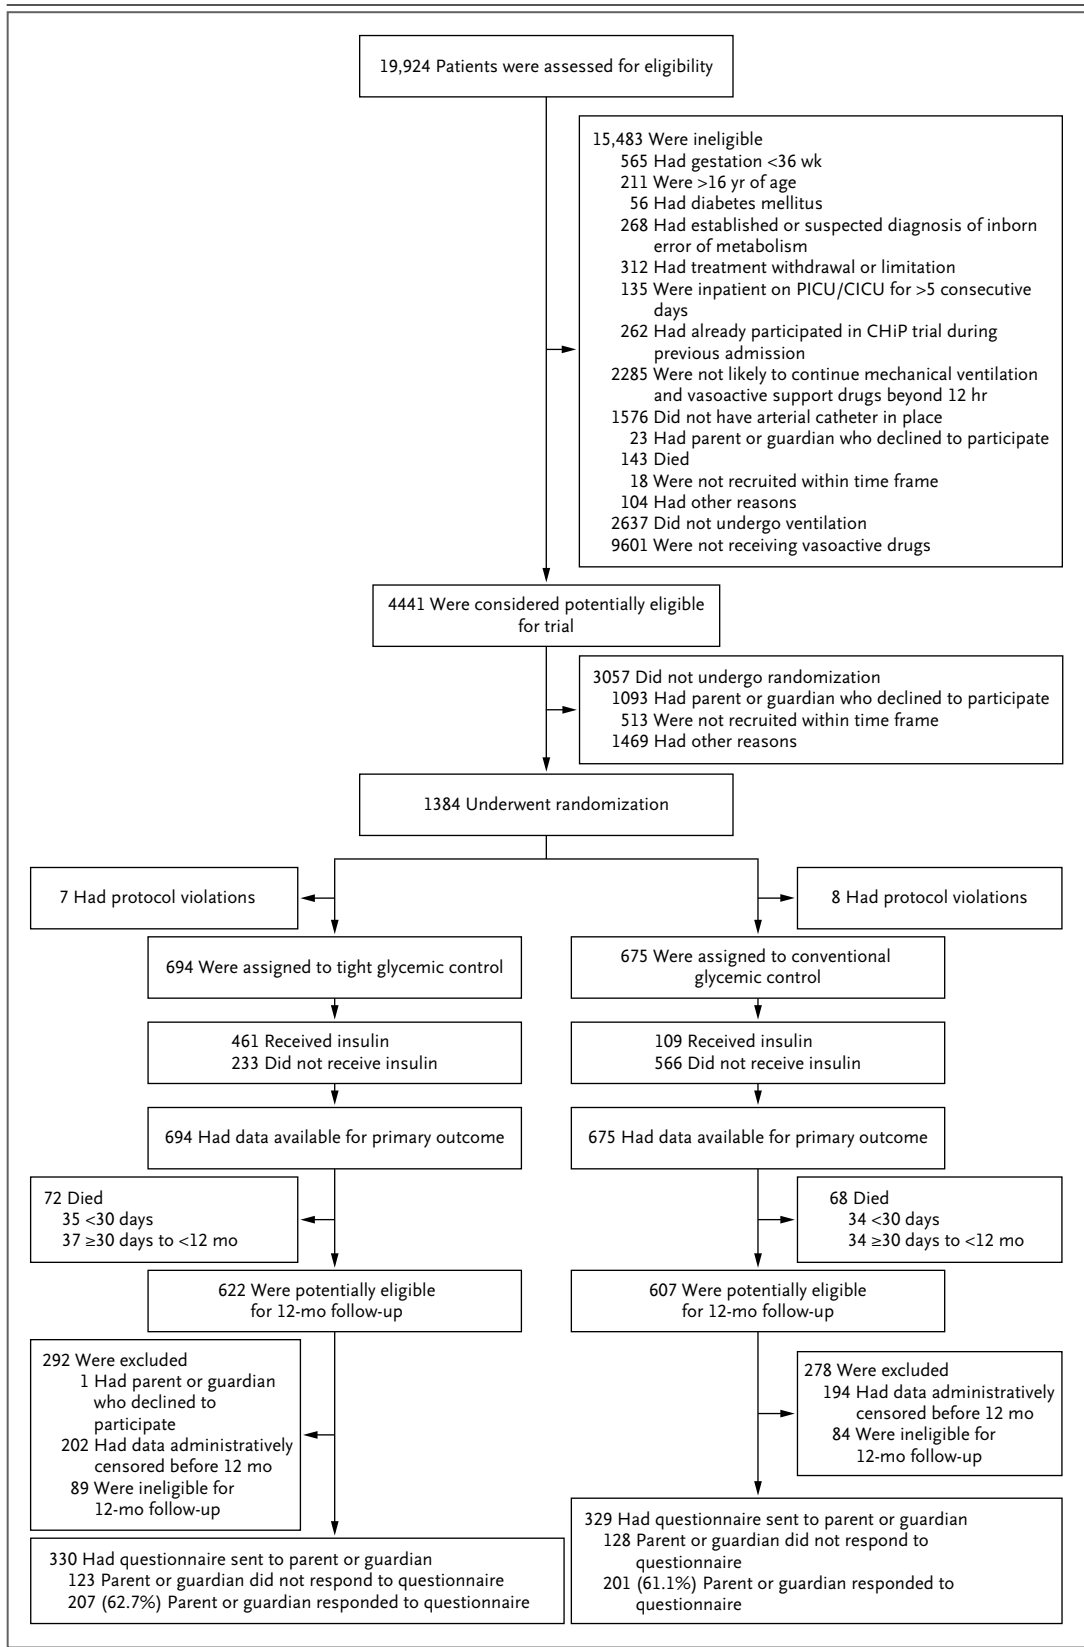 19,924 Patients were assessed for eligibility
15,483 Were ineligible
565 Had gestation <36 wk
211 Were >16 yr of age
56 Had diabetes mellitus
268 Had established or suspected diagnosis of inborn
error of metabolism
312 Had treatment withdrawal or limitation
135 Were inpatient on PICU/CICU for >5 consecutive
days
262 Had already participated in CHiP trial during
previous admission
2285 Were not likely to continue mechanical ventilation
and vasoactive support drugs beyond 12 hr
1576 Did not have arterial catheter in place
23 Had parent or guardian who declined to participate
143 Died
18 Were not recruited within time frame
104 Had other reasons
2637 Did not undergo ventilation
9601 Were not receiving vasoactive drugs
4441 Were considered potentially eligible
for trial
3057 Did not undergo randomization
1093 Had parent or guardian who declined to participate
513 Were not recruited within time frame
1469 Had other reasons
1384 Underwent randomization
7 Had protocol violations
8 Had protocol violations
694 Were assigned to tight glycemic control
675 Were assigned to conventional
glycemic control
461 Received insulin
233 Did not receive insulin
109 Received insulin
566 Did not receive insulin
694 Had data available for primary outcome
675 Had data available for primary outcome
72 Died
35 <30 days
37 ≥30 days to <12 mo
68 Died
34 <30 days
34 ≥30 days to <12 mo
622 Were potentially eligible
for 12-mo follow-up
607 Were potentially eligible
for 12-mo follow-up
292 Were excluded
1 Had parent or guardian
who declined to
participate
202 Had data administratively
censored before 12 mo
89 Were ineligible for
12-mo follow-up
278 Were excluded
194 Had data administratively
censored before 12 mo
84 Were ineligible for
12-mo follow-up
330 Had questionnaire sent to parent or guardian
123 Parent or guardian did not respond to questionnaire
207 (62.7%) Parent or guardian responded to questionnaire
329 Had questionnaire sent to parent or guardian
128 Parent or guardian did not respond to
questionnaire
201 (61.1%) Parent or guardian responded to
questionnaire